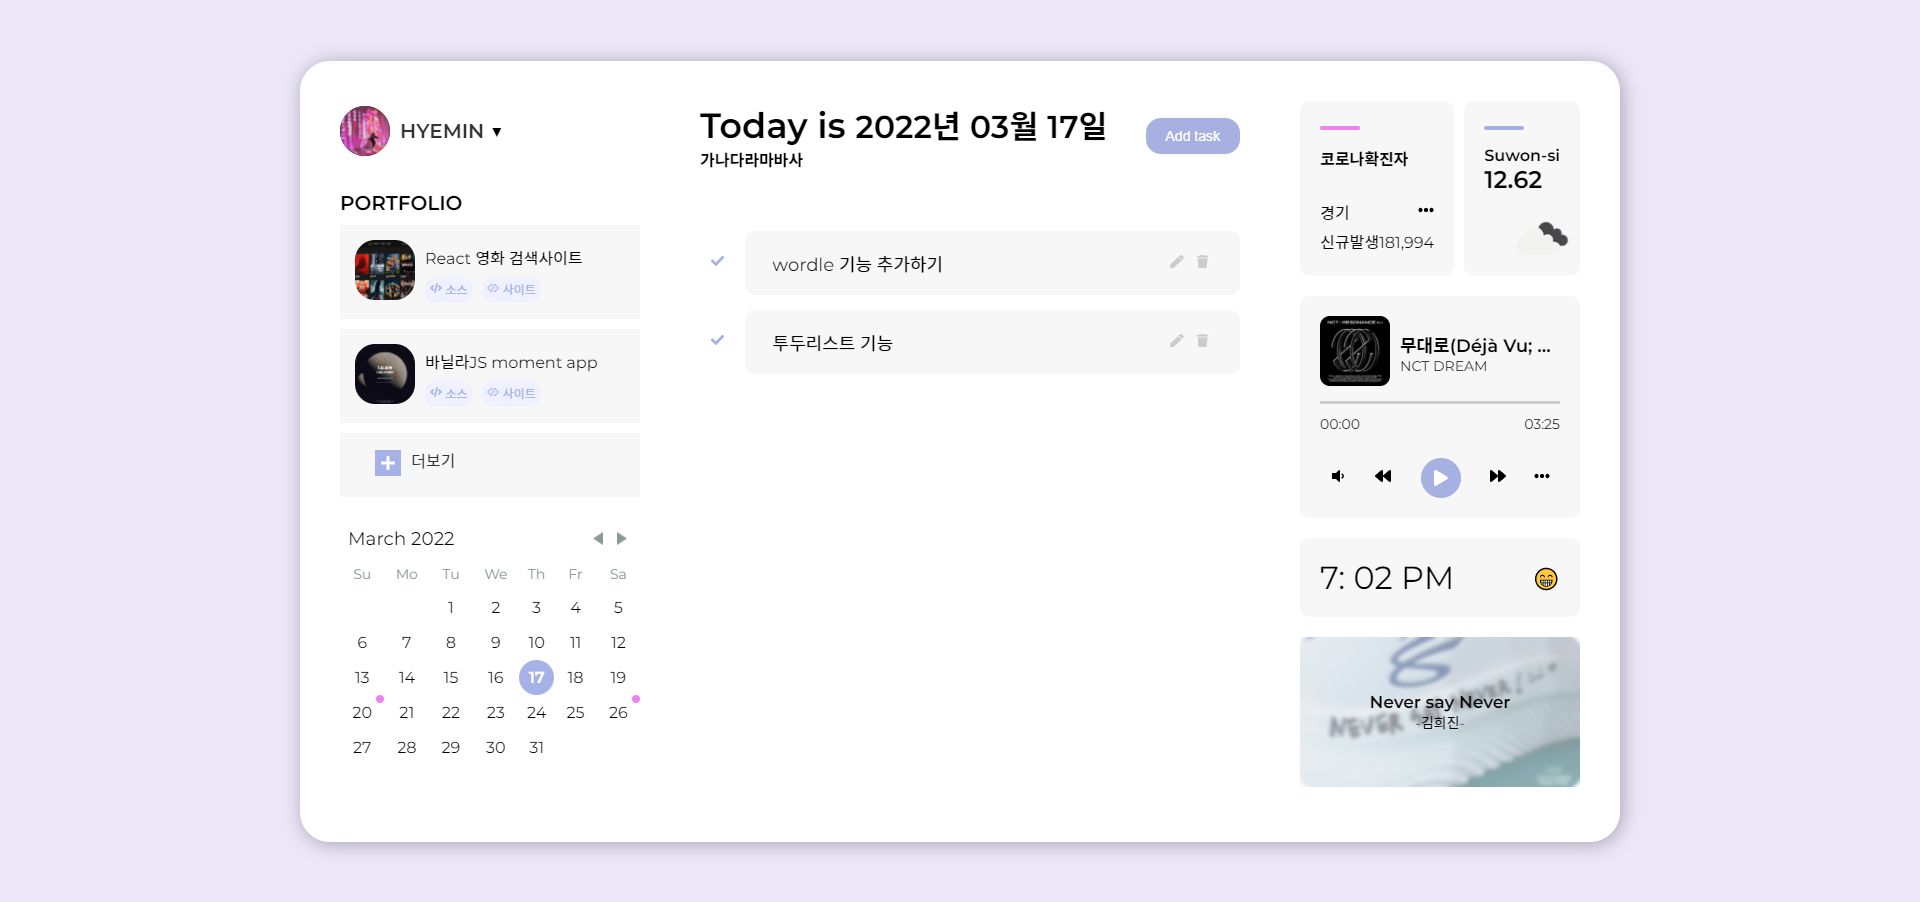 HYEMIN ▼
PORTFOLIO
React 영화 검색사이트
소스 사이트
바닐라JS moment app
소스 사이트
더보기
March 2022
Su Mo Tu We Th Fr Sa
1 2 3 4 5
6 7 8 9 10 11 12
13 14 15 16 17 18 19
20 21 22 23 24 25 26
27 28 29 30 31
Today is 2022년 03월 17일
가나다라마바사
Add task
wordle 기능 추가하기
투두리스트 기능
코로나확진자
경기
신규발생181,994
Suwon-si
12.62
NCT - RESONANCE
무대로(Déjà Vu; ...
NCT DREAM
00:00 03:25
7: 02 PM
NEVER SAY NEVER!
Never say Never
-김희진-